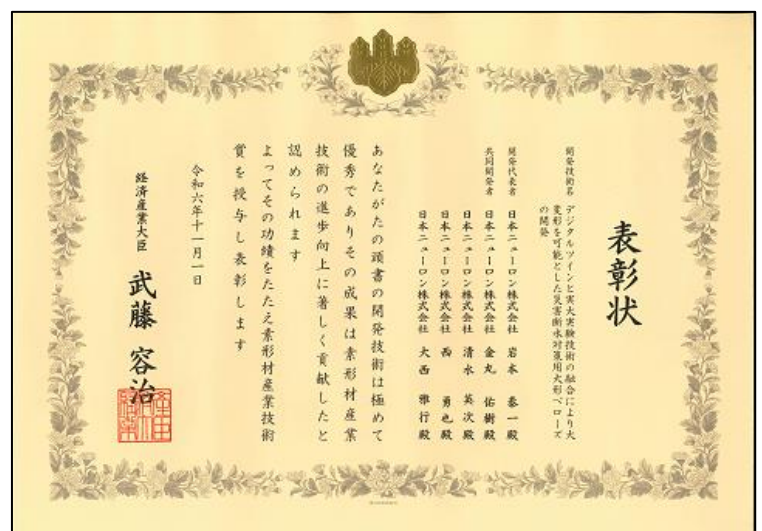 表彰状
開発技術名 デジタルツインと実大実験技術の融合により大
変形を可能とした災害断水対策用大形ベローズ
の開発
開発代表者 日本ニューロン株式会社 岩本 泰一殿
共同開発者 日本ニューロン株式会社 金丸 佑樹殿
日本ニューロン株式会社 清水 英次殿
日本ニューロン株式会社 西 勇也殿
日本ニューロン株式会社 大西 雅行殿
あなたがたの頭書の開発技術は極めて
優秀でありその成果は素形材産業
技術の進歩向上に著しく貢献したと
認められます
よってその功績をたたえ素形材産業技術
賞を授与し表彰します
令和六年十一月一日
経済産業大臣 武藤 容治